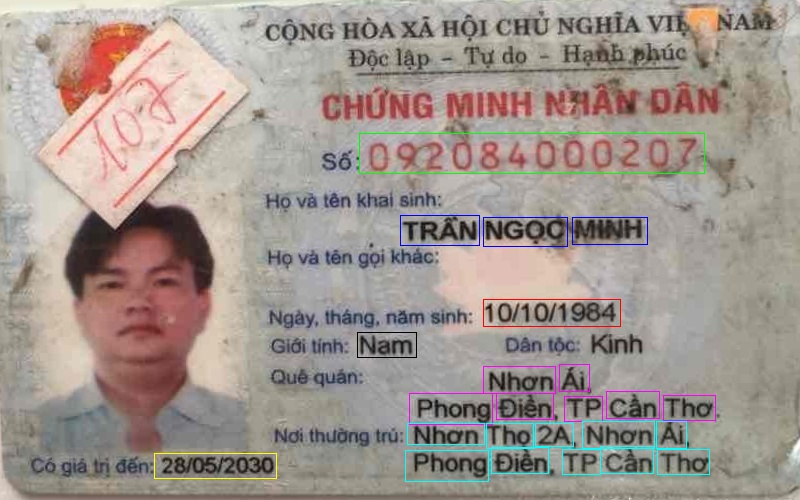 CỘNG HÒA XÃ HỘI CHỦ NGHĨA VIỆT NAM
Độc lập - Tự do - Hạnh phúc
CHỨNG MINH NHÂN DÂN
107
Số: 092084000207
Họ và tên khai sinh:
TRẦN NGỌC MINH
Họ và tên gọi khác:
Ngày, tháng, năm sinh: 10/10/1984
Giới tính: Nam Dân tộc: Kinh
Quê quán: Nhơn Ái,
Phong Điền, TP Cần Thơ.
Nơi thường trú: Nhơn Thọ 2A, Nhơn Ái,
Phong Điền, TP Cần Thơ
Có giá trị đến: 28/05/2030